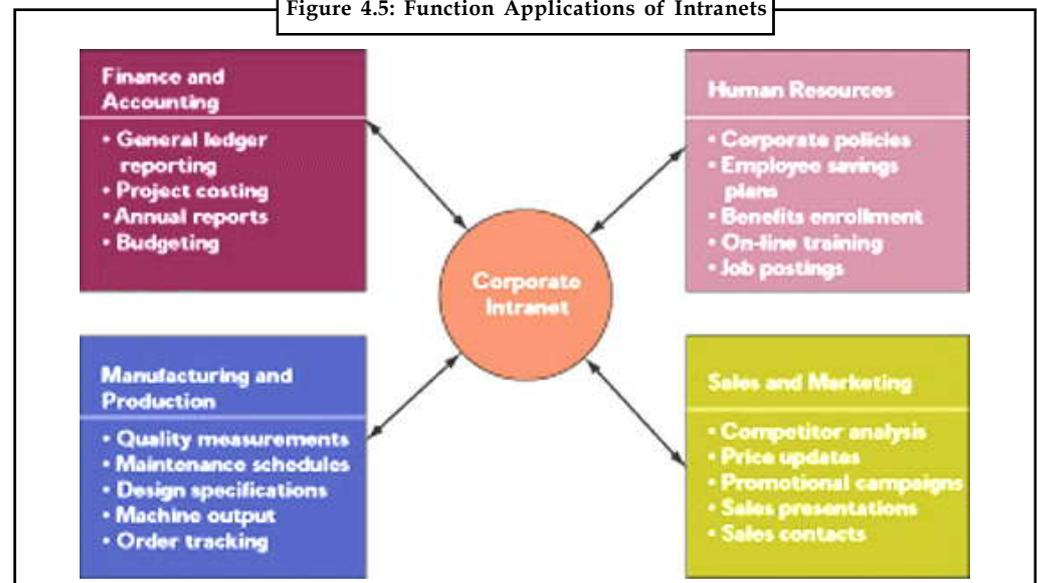 Figure 4.5: Function Applications of Intranets
Finance and
Accounting
• General ledger
reporting
• Project costing
• Annual reports
• Budgeting
Human Resources
• Corporate policies
• Employee savings
plans
• Benefits enrollment
• On-line training
• Job postings
Corporate
Intranet
Manufacturing and
Production
• Quality measurements
• Maintenance schedules
• Design specifications
• Machine output
• Order tracking
Sales and Marketing
• Competitor analysis
• Price updates
• Promotional campaigns
• Sales presentations
• Sales contacts